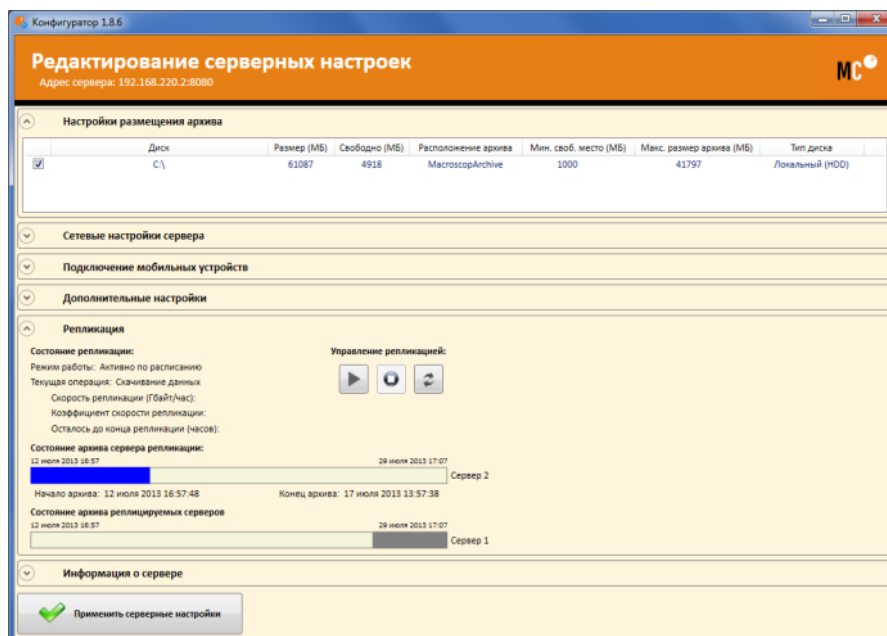 Конфигуратор 1.8.6
Редактирование серверных настроек
Адрес сервера: 192.168.220.2:8080
MC
Настройки размещения архива
Диск Размер (МБ) Свободно (МБ) Расположение архива Мин. своб. место (МБ) Макс. размер архива (МБ) Тип диска
C:\ 61087 4918 MacroscopArchive 1000 41797 Локальный (HDD)
Сетевые настройки сервера
Подключение мобильных устройств
Дополнительные настройки
Репликация
Состояние репликации: Управление репликацией:
Режим работы: Активно по расписанию
Текущая операция: Скачивание данных
Скорость репликации (Гбайт/час):
Коэффициент скорости репликации:
Осталось до конца репликации (часов):
Состояние архива сервера репликации:
12 июля 2013 16:57 29 июля 2013 17:07
Сервер 2
Начало архива: 12 июля 2013 16:57:48 Конец архива: 17 июля 2013 13:57:38
Состояние архива реплицируемых серверов
12 июля 2013 16:57 29 июля 2013 17:07
Сервер 1
Информация о сервере
Применить серверные настройки